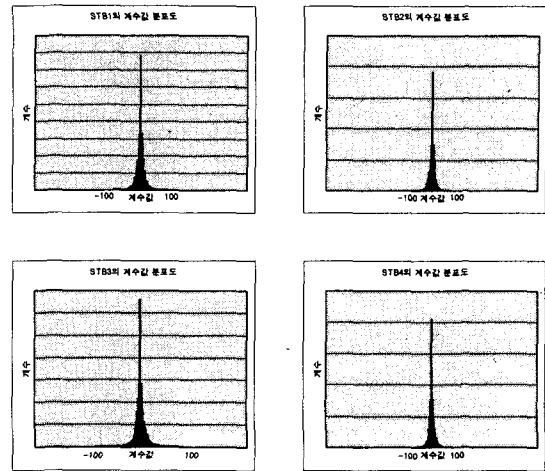 STB1의 계수값 분포도
계수
-100 계수값 100
STB2의 계수값 분포도
계수
-100 계수값 100
STB3의 계수값 분포도
계수
-100 계수값 100
STB4의 계수값 분포도
계수
-100 계수값 100